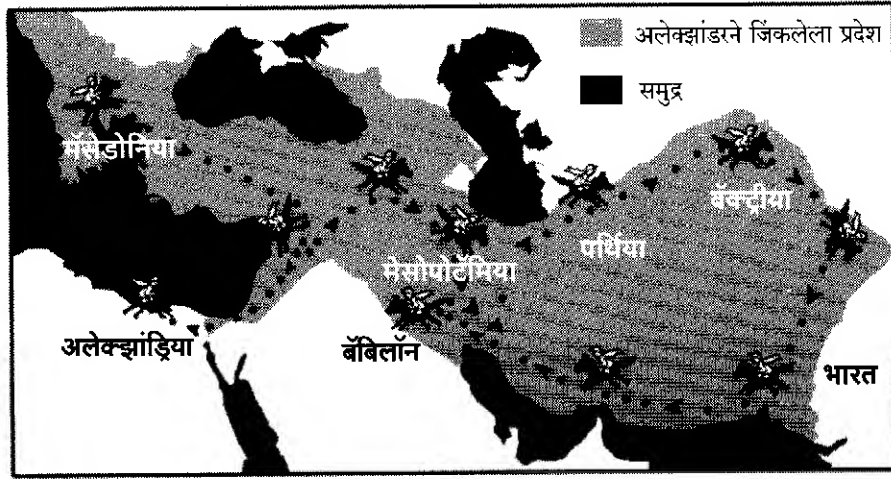 अलेक्झांडरने जिंकलेला प्रदेश
समुद्र
मॅसेडोनिया
बॅक्ट्रीया
पर्थिया
मेसोपोटॅमिया
अलेक्झांड्रिया
बॅबिलॉन
भारत